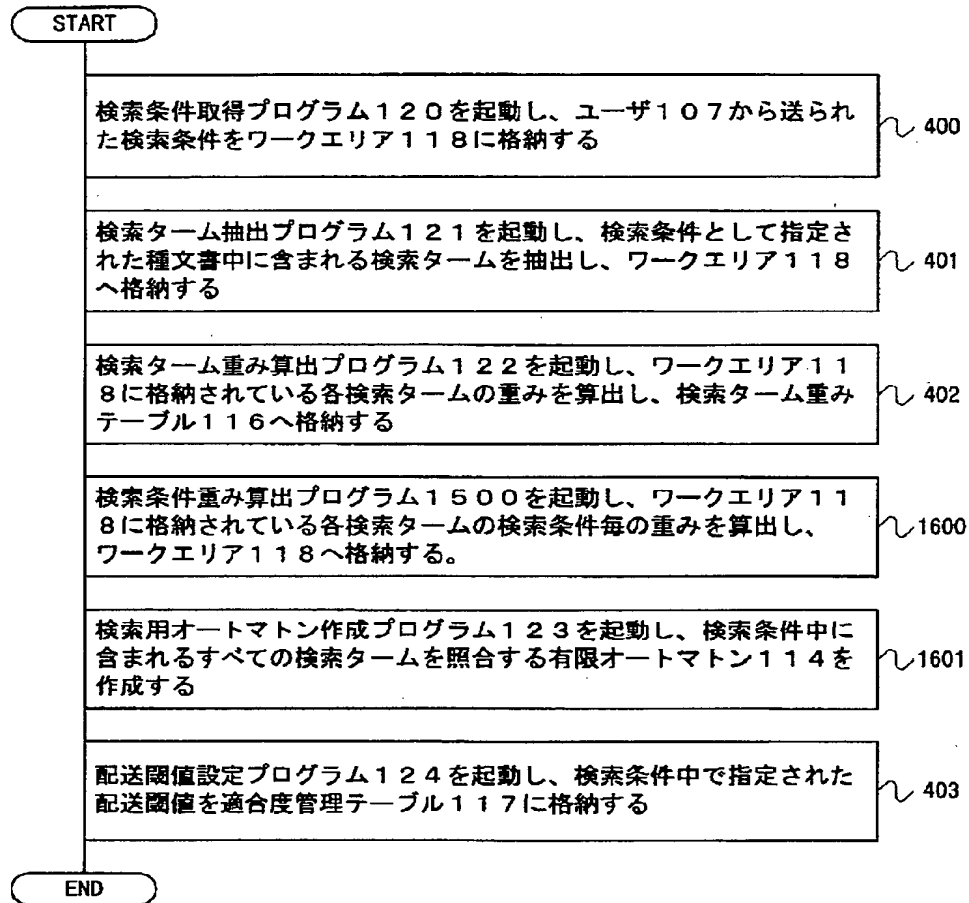 START
検索条件取得プログラム１２０を起動し、ユーザ１０７から送られ
た検索条件をワークエリア１１８に格納する
400
検索ターム抽出プログラム１２１を起動し、検索条件として指定さ
れた種文書中に含まれる検索タームを抽出し、ワークエリア１１８
へ格納する
401
検索ターム重み算出プログラム１２２を起動し、ワークエリア１１
８に格納されている各検索タームの重みを算出し、検索ターム重み
テーブル１１６へ格納する
402
検索条件重み算出プログラム１５００を起動し、ワークエリア１１
８に格納されている各検索タームの検索条件毎の重みを算出し、
ワークエリア１１８へ格納する。
1600
検索用オートマトン作成プログラム１２３を起動し、検索条件中に
含まれるすべての検索タームを照合する有限オートマトン１１４を
作成する
1601
配送閾値設定プログラム１２４を起動し、検索条件中で指定された
配送閾値を適合度管理テーブル１１７に格納する
403
END